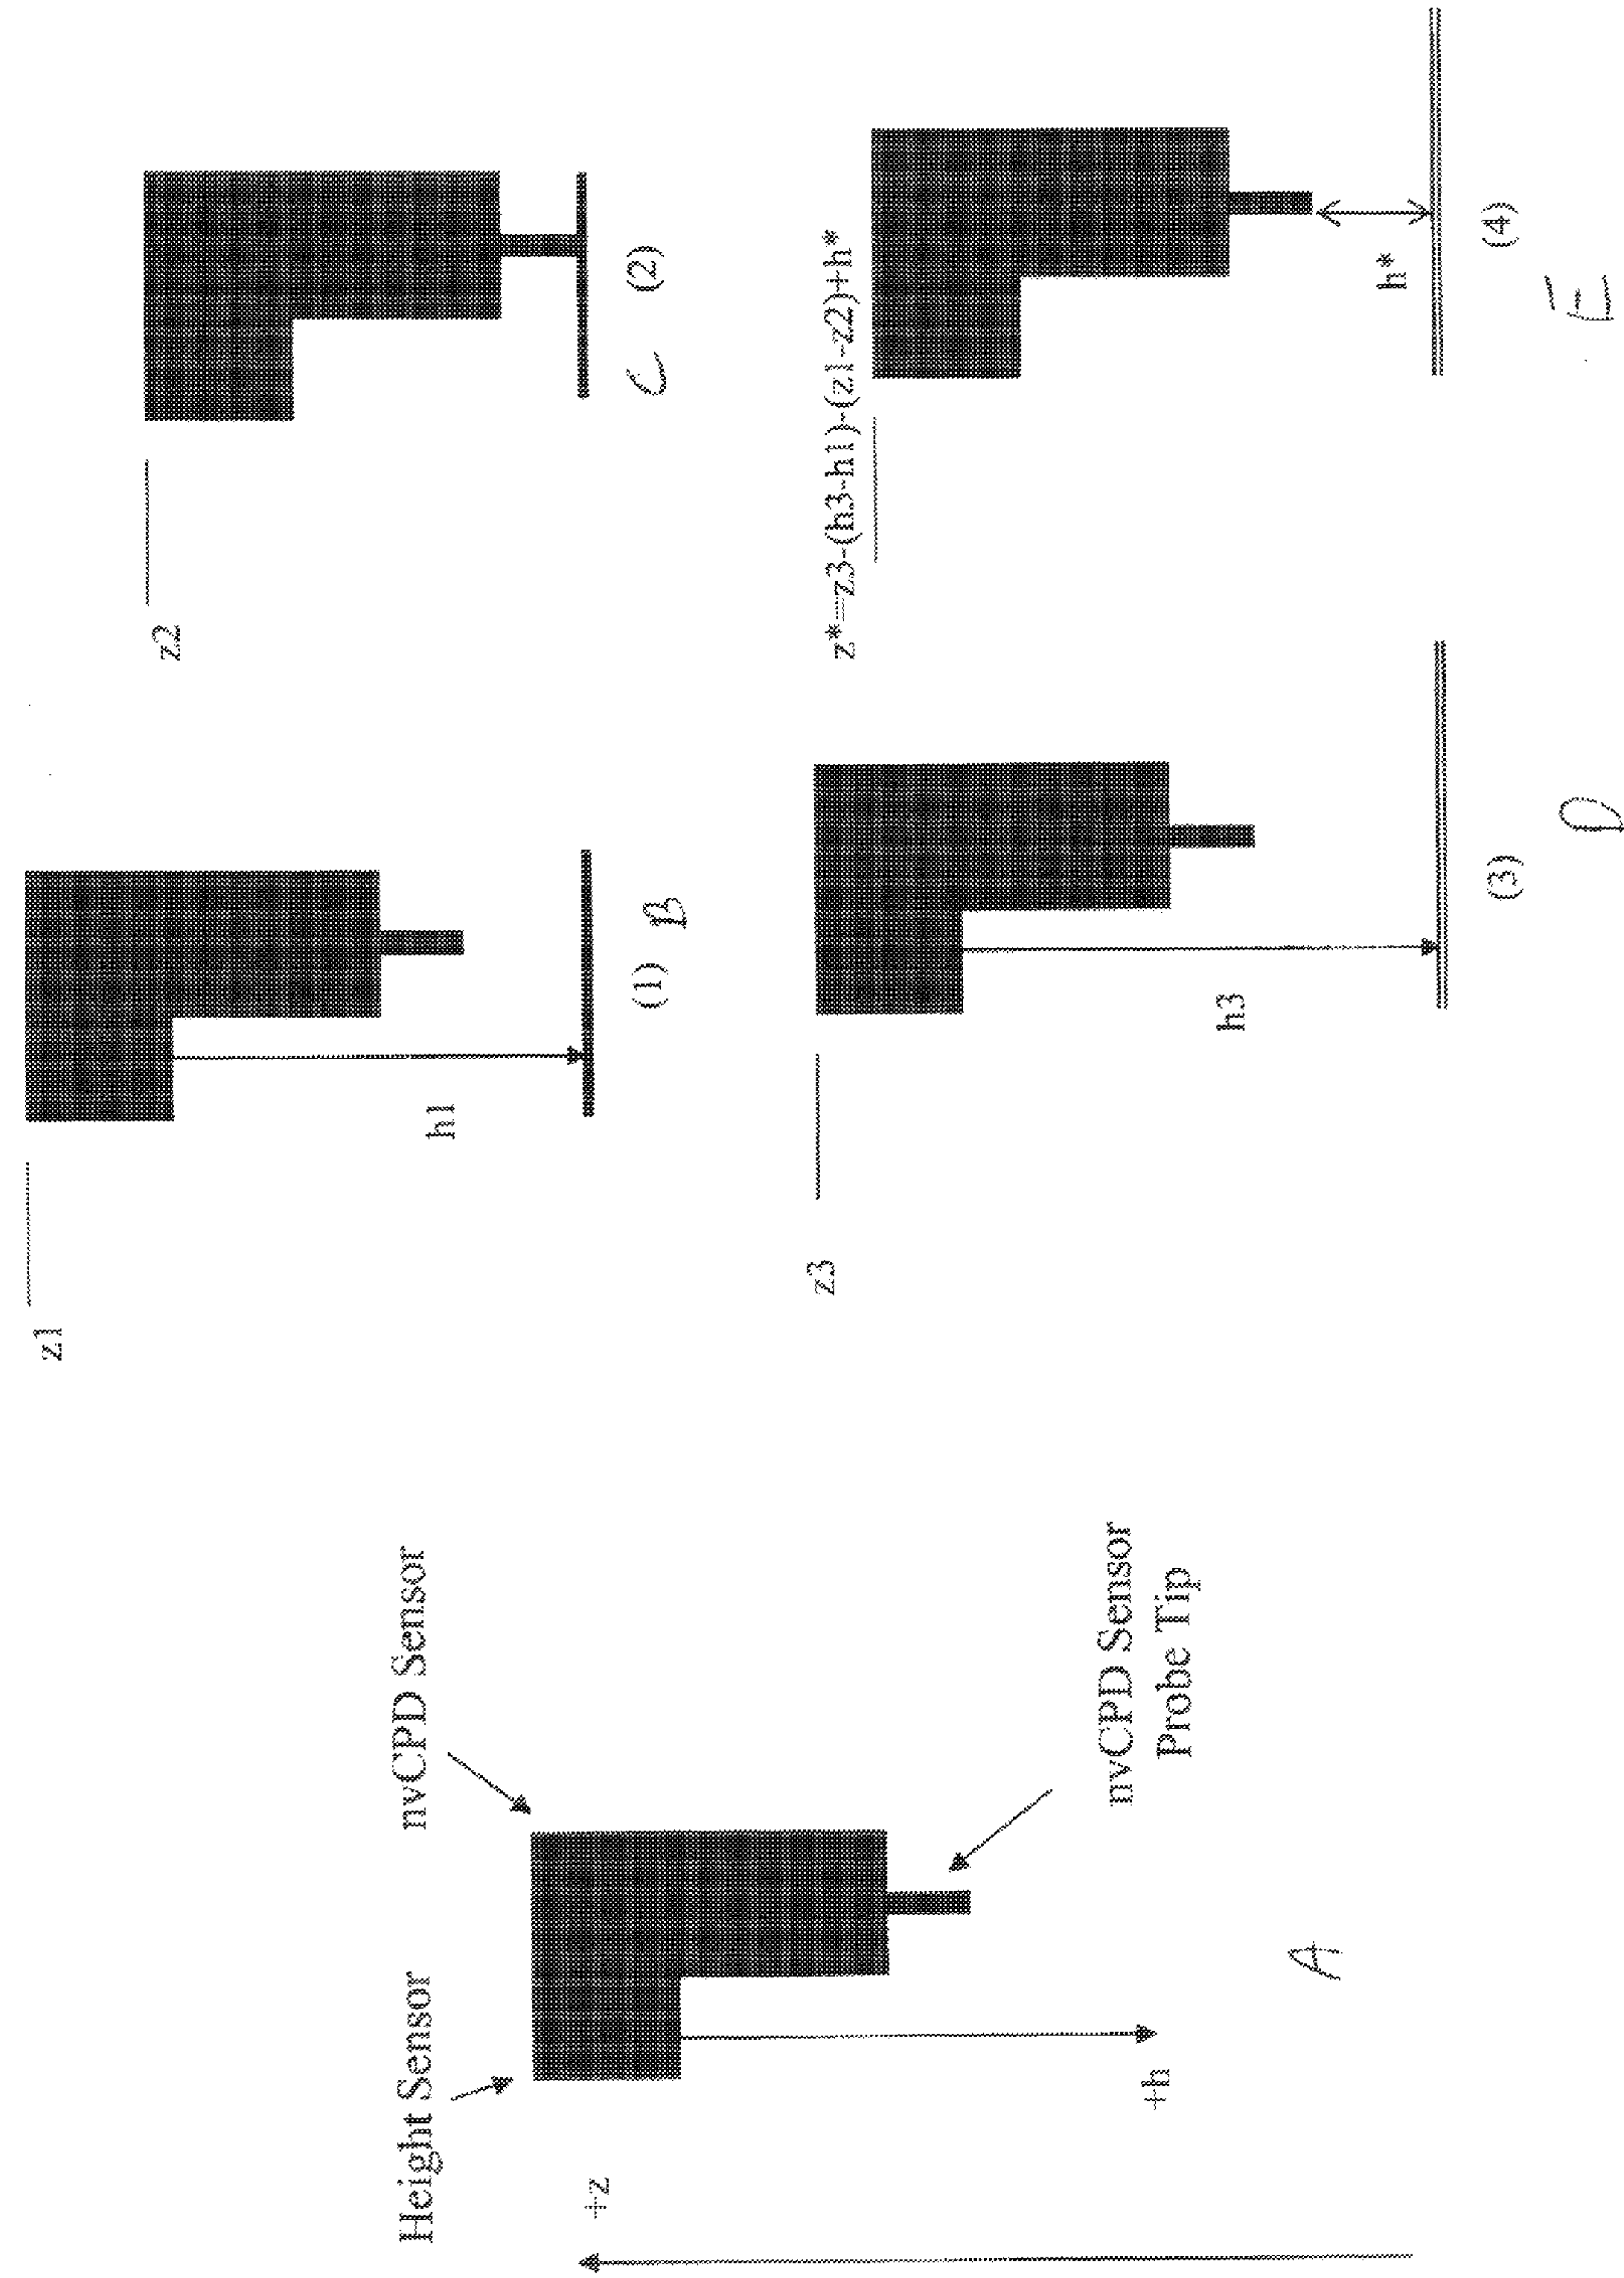 Height Sensor
nvCPD Sensor
+z
+h
nvCPD Sensor
Probe Tip
A
z1
h1
(1)
B
z2
(2)
C
z3
h3
(3)
D
z*=z3-(h3-h1)-(z1-z2)+h*
h*
(4)
E